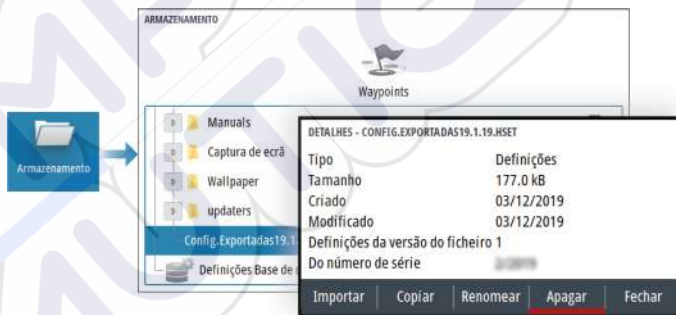 ARMAZENAMENTO
Waypoints
Armazenamento
Manuals
Captura de ecrã
Wallpaper
updaters
Config.Exportadas19.1
Definições Base de
DETALHES - CONFIG.EXPORTADAS19.1.19.HSET
Tipo Definições
Tamanho 177.0 kB
Criado 03/12/2019
Modificado 03/12/2019
Definições da versão do ficheiro 1
Do número de série
Importar Copiar Renomear Apagar Fechar